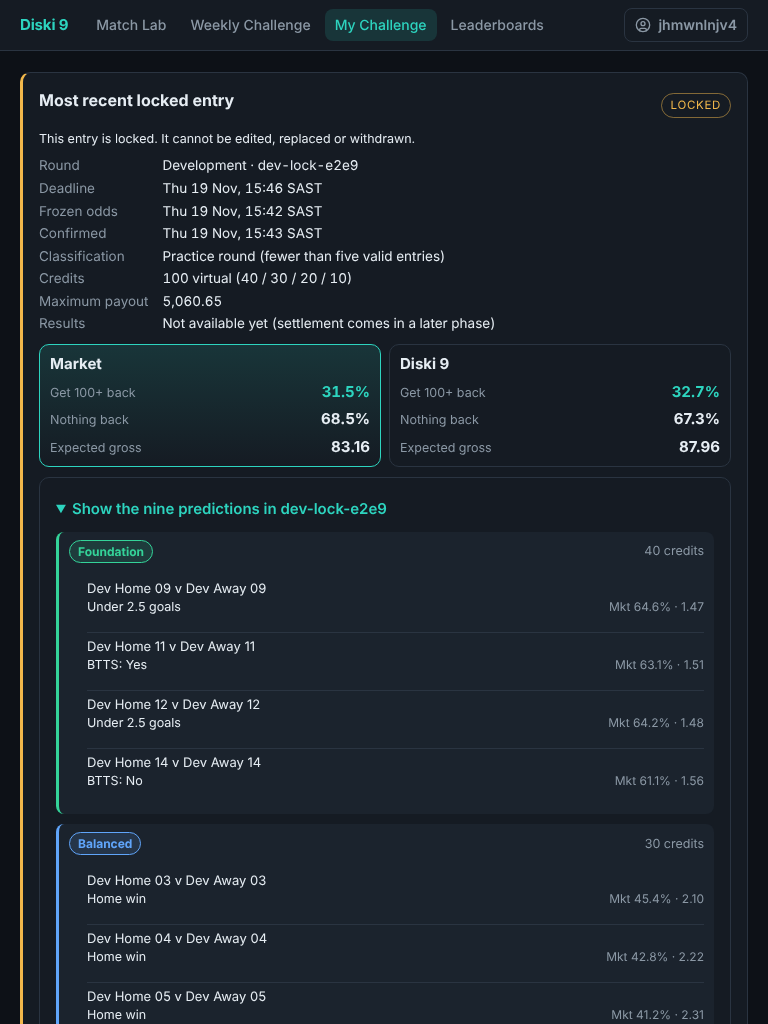 Diski 9 Match Lab Weekly Challenge My Challenge Leaderboards jhmwnlnjv4
Most recent locked entry LOCKED
This entry is locked. It cannot be edited, replaced or withdrawn.
Round Development · dev-lock-e2e9
Deadline Thu 19 Nov, 15:46 SAST
Frozen odds Thu 19 Nov, 15:42 SAST
Confirmed Thu 19 Nov, 15:43 SAST
Classification Practice round (fewer than five valid entries)
Credits 100 virtual (40 / 30 / 20 / 10)
Maximum payout 5,060.65
Results Not available yet (settlement comes in a later phase)
Market
Get 100+ back 31.5%
Nothing back 68.5%
Expected gross 83.16
Diski 9
Get 100+ back 32.7%
Nothing back 67.3%
Expected gross 87.96
▼ Show the nine predictions in dev-lock-e2e9
Foundation 40 credits
Dev Home 09 v Dev Away 09
Under 2.5 goals Mkt 64.6% · 1.47
Dev Home 11 v Dev Away 11
BTTS: Yes Mkt 63.1% · 1.51
Dev Home 12 v Dev Away 12
Under 2.5 goals Mkt 64.2% · 1.48
Dev Home 14 v Dev Away 14
BTTS: No Mkt 61.1% · 1.56
Balanced 30 credits
Dev Home 03 v Dev Away 03
Home win Mkt 45.4% · 2.10
Dev Home 04 v Dev Away 04
Home win Mkt 42.8% · 2.22
Dev Home 05 v Dev Away 05
Home win Mkt 41.2% · 2.31